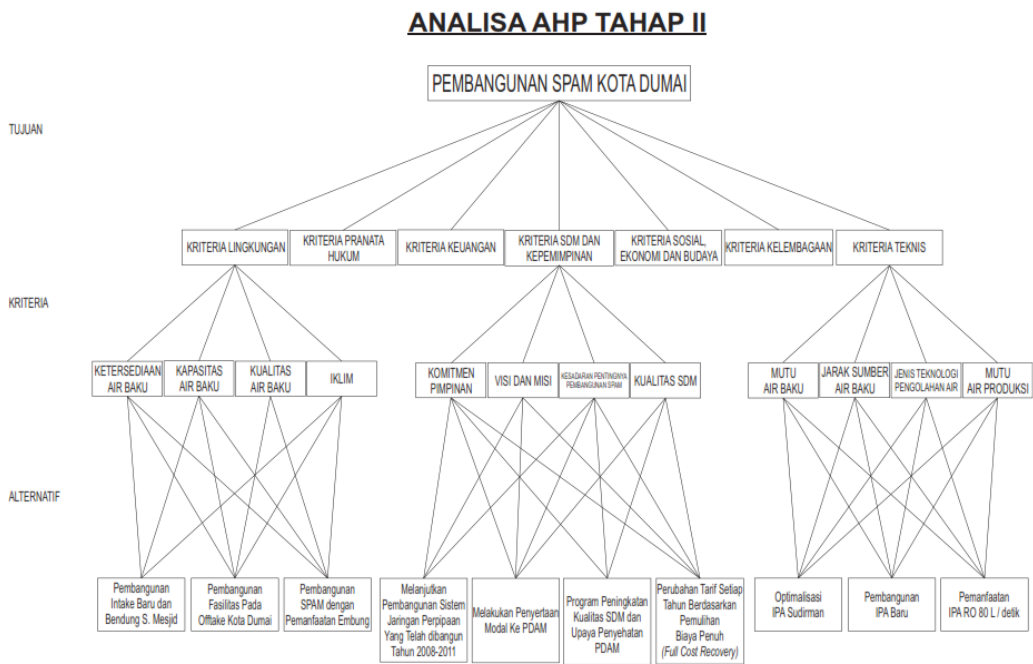 ANALISA AHP TAHAP II
PEMBANGUNAN SPAM KOTA DUMAI
TUJUAN
KRITERIA LINGKUNGAN
KRITERIA PRANATA
HUKUM
KRITERIA KEUANGAN
KRITERIA SDM DAN
KEPEMIMPINAN
KRITERIA SOSIAL,
EKONOMI DAN BUDAYA
KRITERIA KELEMBAGAAN
KRITERIA TEKNIS
KRITERIA
KETERSEDIAAN
AIR BAKU
KAPASITAS
AIR BAKU
KUALITAS
AIR BAKU
IKLIM
KOMITMEN
PIMPINAN
VISI DAN MISI
KESADARAN PENTINGNYA
PEMBANGUNAN SPAM
KUALITAS SDM
MUTU
AIR BAKU
JARAK SUMBER
AIR BAKU
JENIS TEKNOLOGI
PENGOLAHAN AIR
MUTU
AIR PRODUKSI
ALTERNATIF
Pembangunan
Intake Baru dan
Bendung S. Mesjid
Pembangunan
Fasilitas Pada
Offtake Kota Dumai
Pembangunan
SPAM dengan
Pemanfaatan Embung
Melanjutkan
Pembangunan Sistem
Jaringan Perpipaan
Yang Telah dibangun
Tahun 2008-2011
Melakukan Penyertaan
Modal Ke PDAM
Program Peningkatan
Kualitas SDM dan
Upaya Penyehatan
PDAM
Perubahan Tarif Setiap
Tahun Berdasarkan
Pemulihan
Biaya Penuh
(Full Cost Recovery)
Optimalisasi
IPA Sudirman
Pembangunan
IPA Baru
Pemanfaatan
IPA RO 80 L / detik